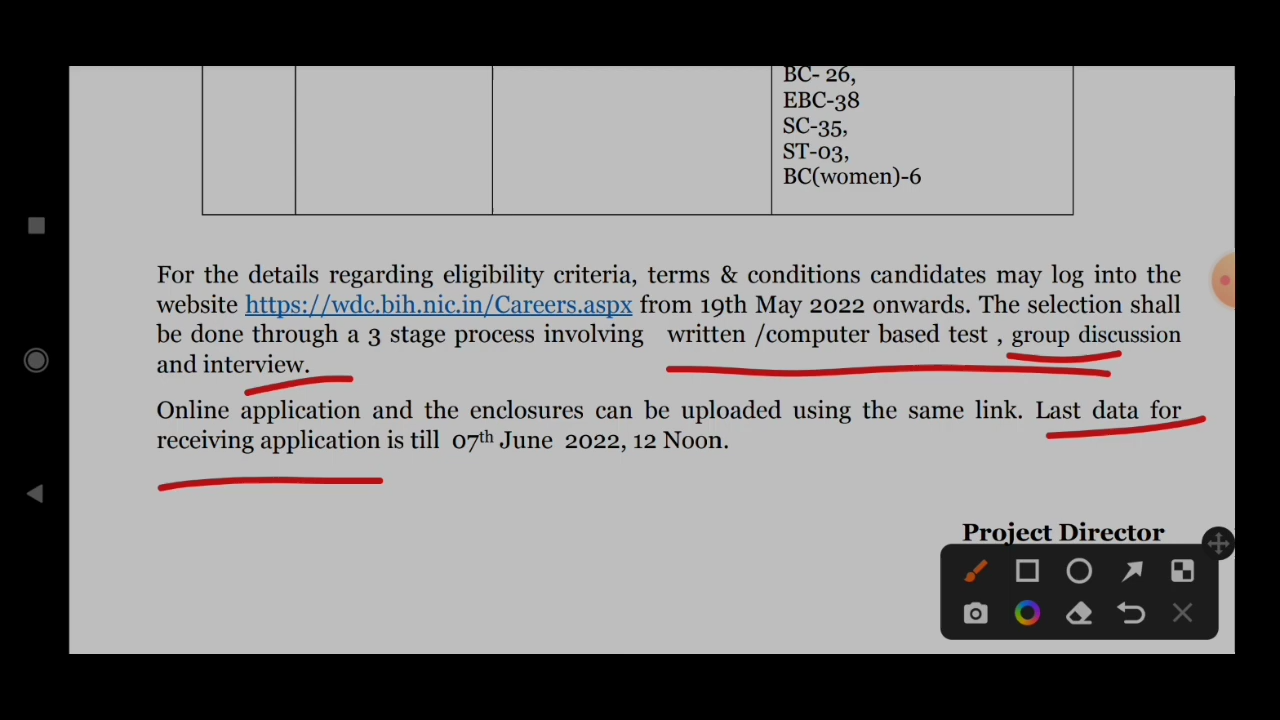 BC- 26,
EBC-38
SC-35,
ST-03,
BC(women)-6
For the details regarding eligibility criteria, terms & conditions candidates may log into the
website https://wdc.bih.nic.in/Careers.aspx from 19th May 2022 onwards. The selection shall
be done through a 3 stage process involving written /computer based test , group discussion
and interview.
Online application and the enclosures can be uploaded using the same link. Last data for
receiving application is till 07th June 2022, 12 Noon.
Project Director